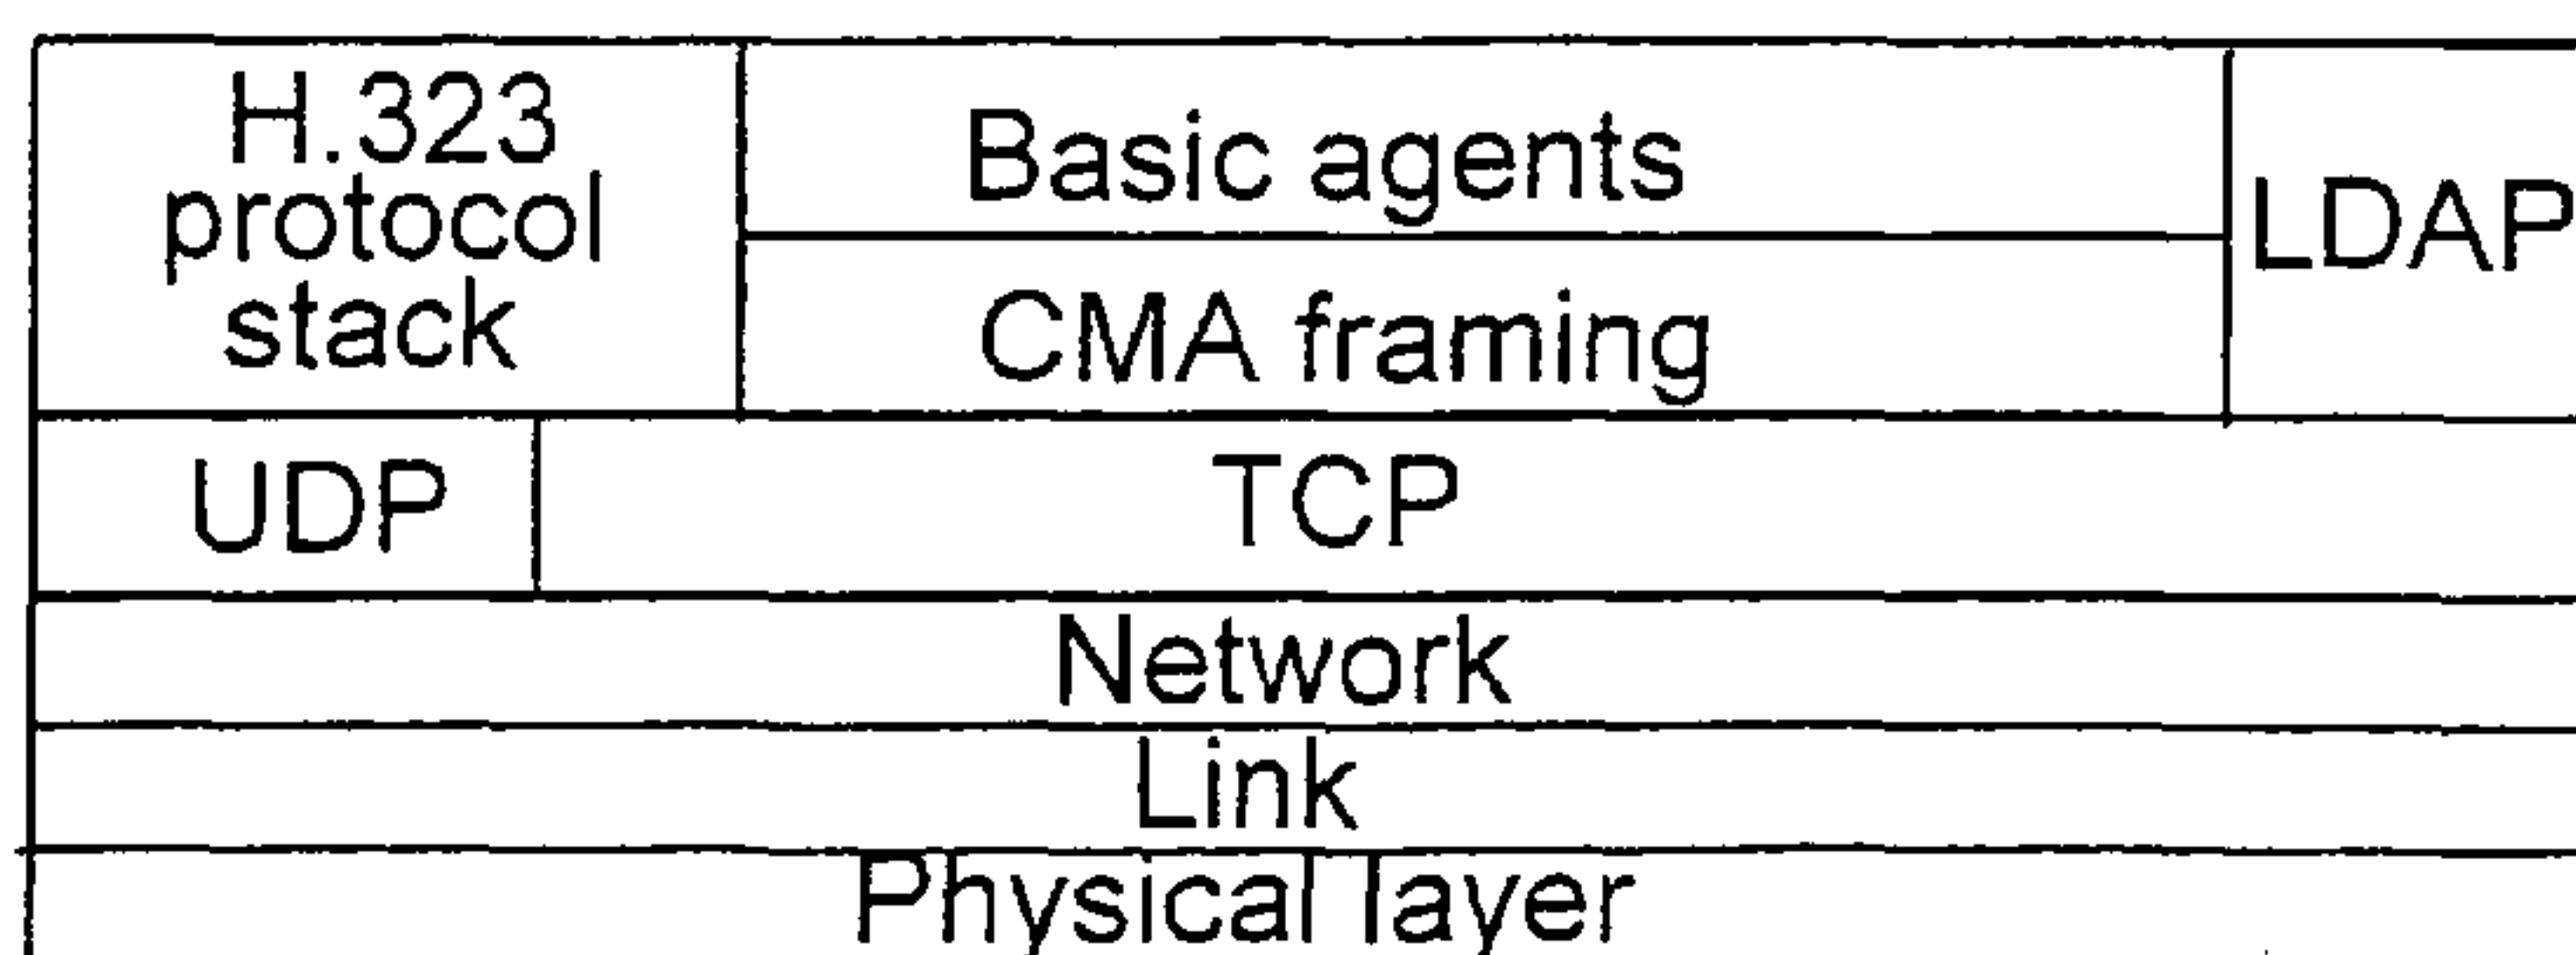 H.323
protocol
stack
Basic agents
CMA framing
LDAP
UDP
TCP
Network
Link
Physical layer